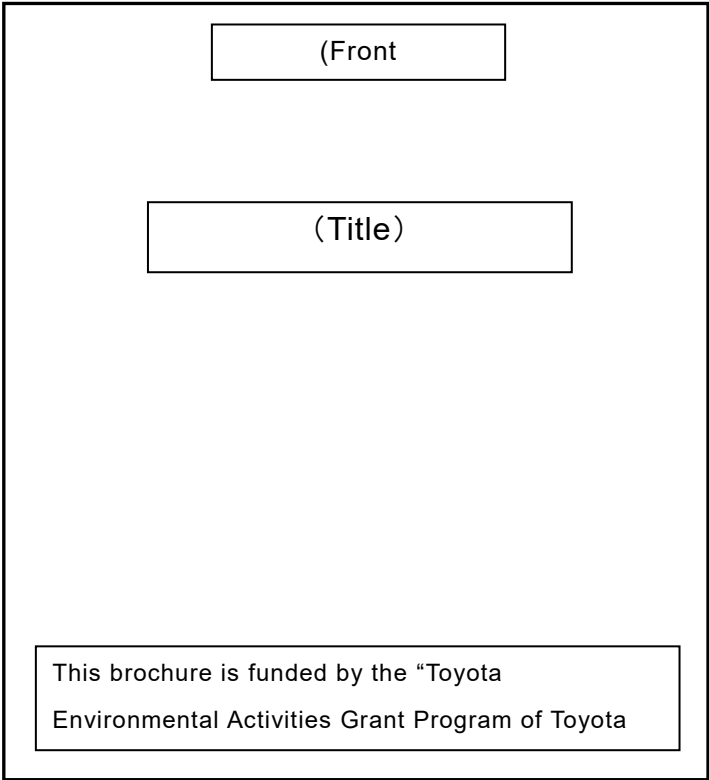 (Front
（Title）
This brochure is funded by the “Toyota
Environmental Activities Grant Program of Toyota